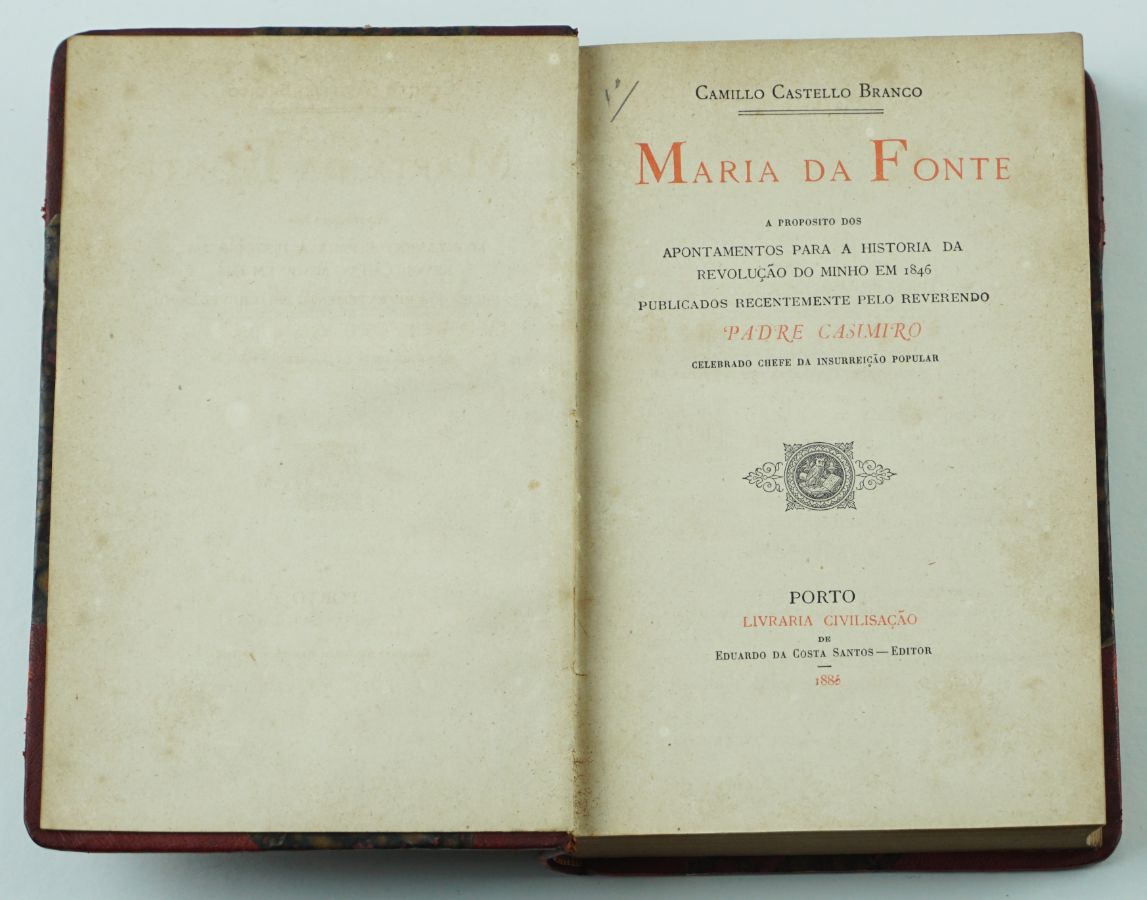 1º/
CAMILLO CASTELLO BRANCO
MARIA DA FONTE
A PROPOSITO DOS
APONTAMENTOS PARA A HISTORIA DA
REVOLUÇÃO DO MINHO EM 1846
PUBLICADOS RECENTEMENTE PELO REVERENDO
PADRE CASIMIRO
CELEBRADO CHEFE DA INSURREIÇÃO POPULAR
PORTO
LIVRARIA CIVILISAÇÃO
DE
EDUARDO DA COSTA SANTOS — EDITOR